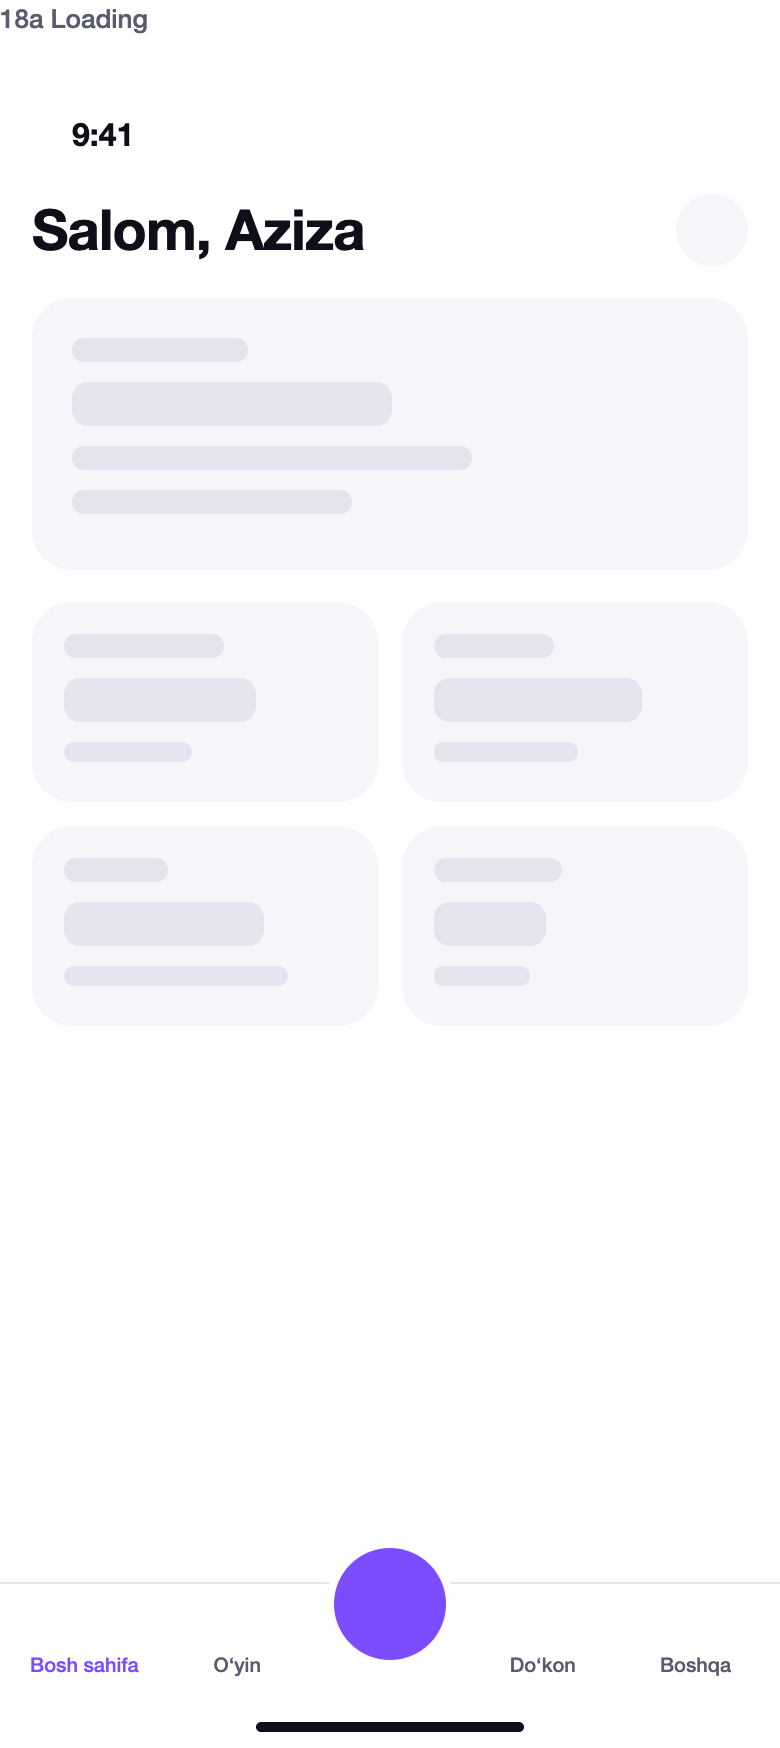 18a Loading
9:41
Salom, Aziza
Bosh sahifa
O‘yin
Do‘kon
Boshqa